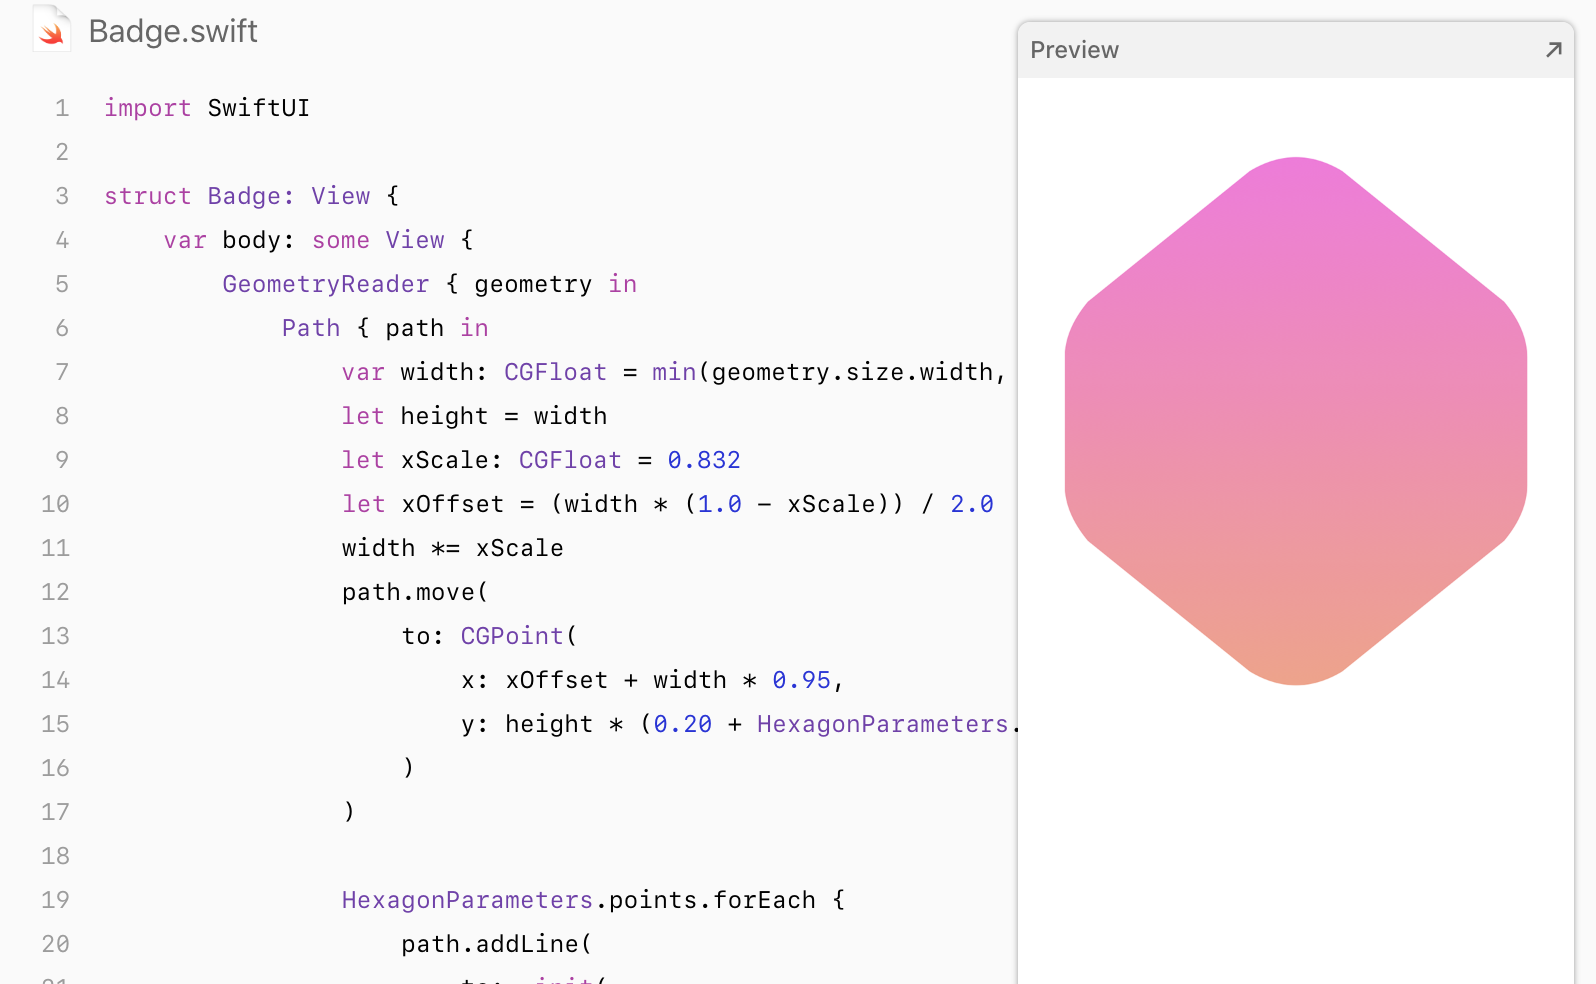 Badge.swift
Preview
1 import SwiftUI
2
3 struct Badge: View {
4 var body: some View {
5 GeometryReader { geometry in
6 Path { path in
7 var width: CGFloat = min(geometry.size.width,
8 let height = width
9 let xScale: CGFloat = 0.832
10 let xOffset = (width * (1.0 - xScale)) / 2.0
11 width *= xScale
12 path.move(
13 to: CGPoint(
14 x: xOffset + width * 0.95,
15 y: height * (0.20 + HexagonParameters.
16 )
17 )
18
19 HexagonParameters.points.forEach {
20 path.addLine(